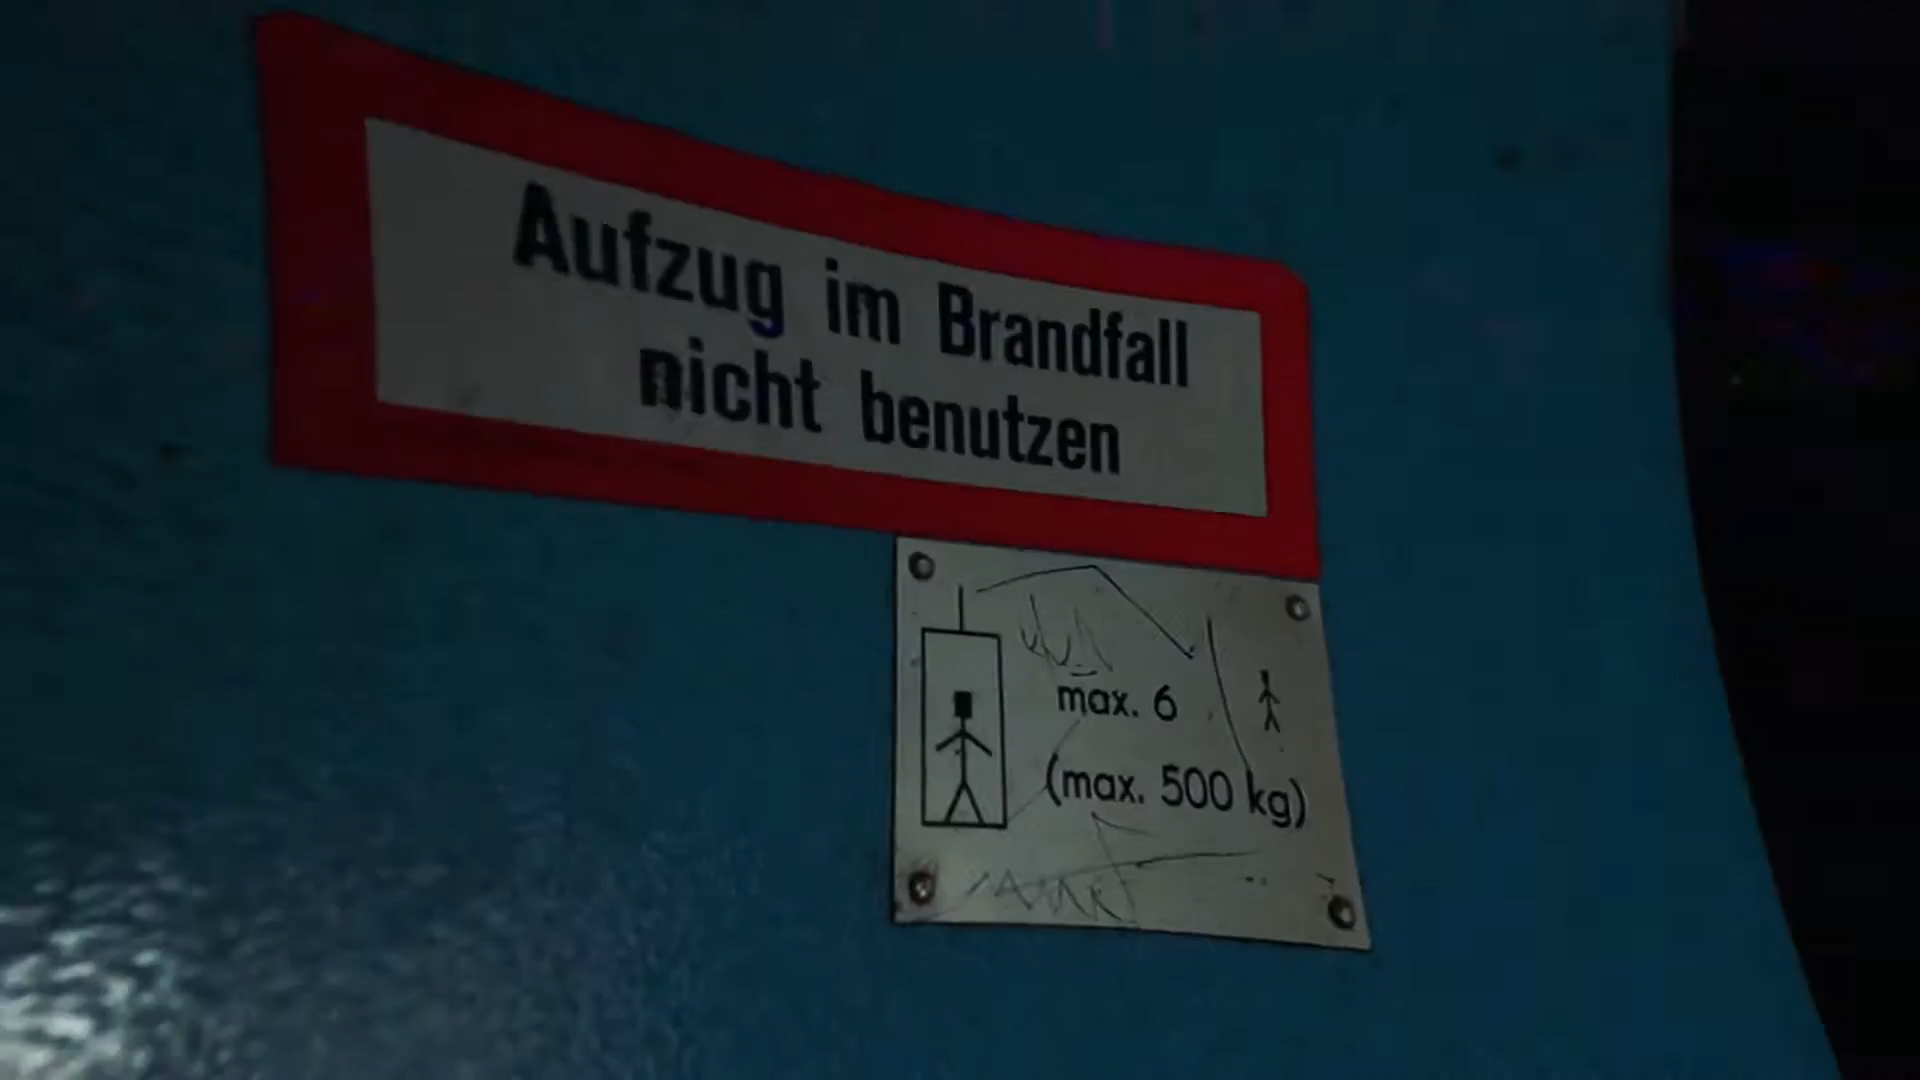 Aufzug im Brandfall
nicht benutzen
max. 6
(max. 500 kg)